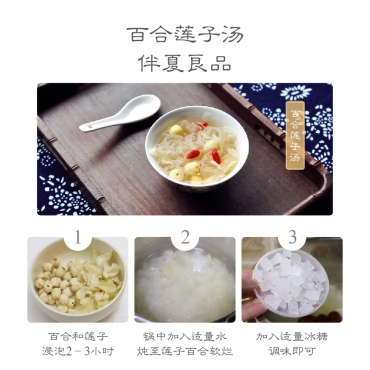 百合莲子汤
伴夏良品
百合莲子汤
1
百合和莲子
浸泡2-3小时
2
锅中加入适量水
炖至莲子百合软烂
3
加入适量冰糖
调味即可